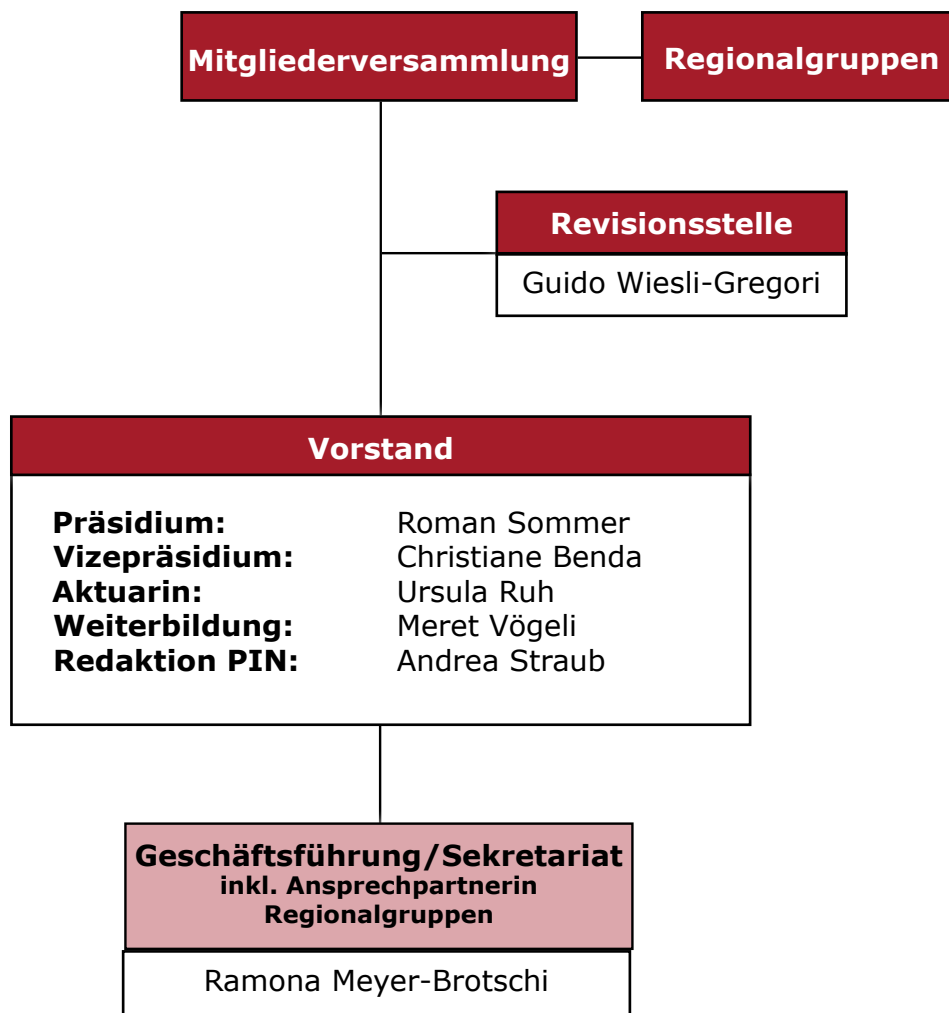 Mitgliederversammlung
Regionalgruppen
Revisionsstelle
Guido Wiesli-Gregori
Vorstand
Präsidium: Roman Sommer
Vizepräsidium: Christiane Benda
Aktuarin: Ursula Ruh
Weiterbildung: Meret Vögeli
Redaktion PIN: Andrea Straub
Geschäftsführung/Sekretariat
inkl. Ansprechpartnerin
Regionalgruppen
Ramona Meyer-Brotschi